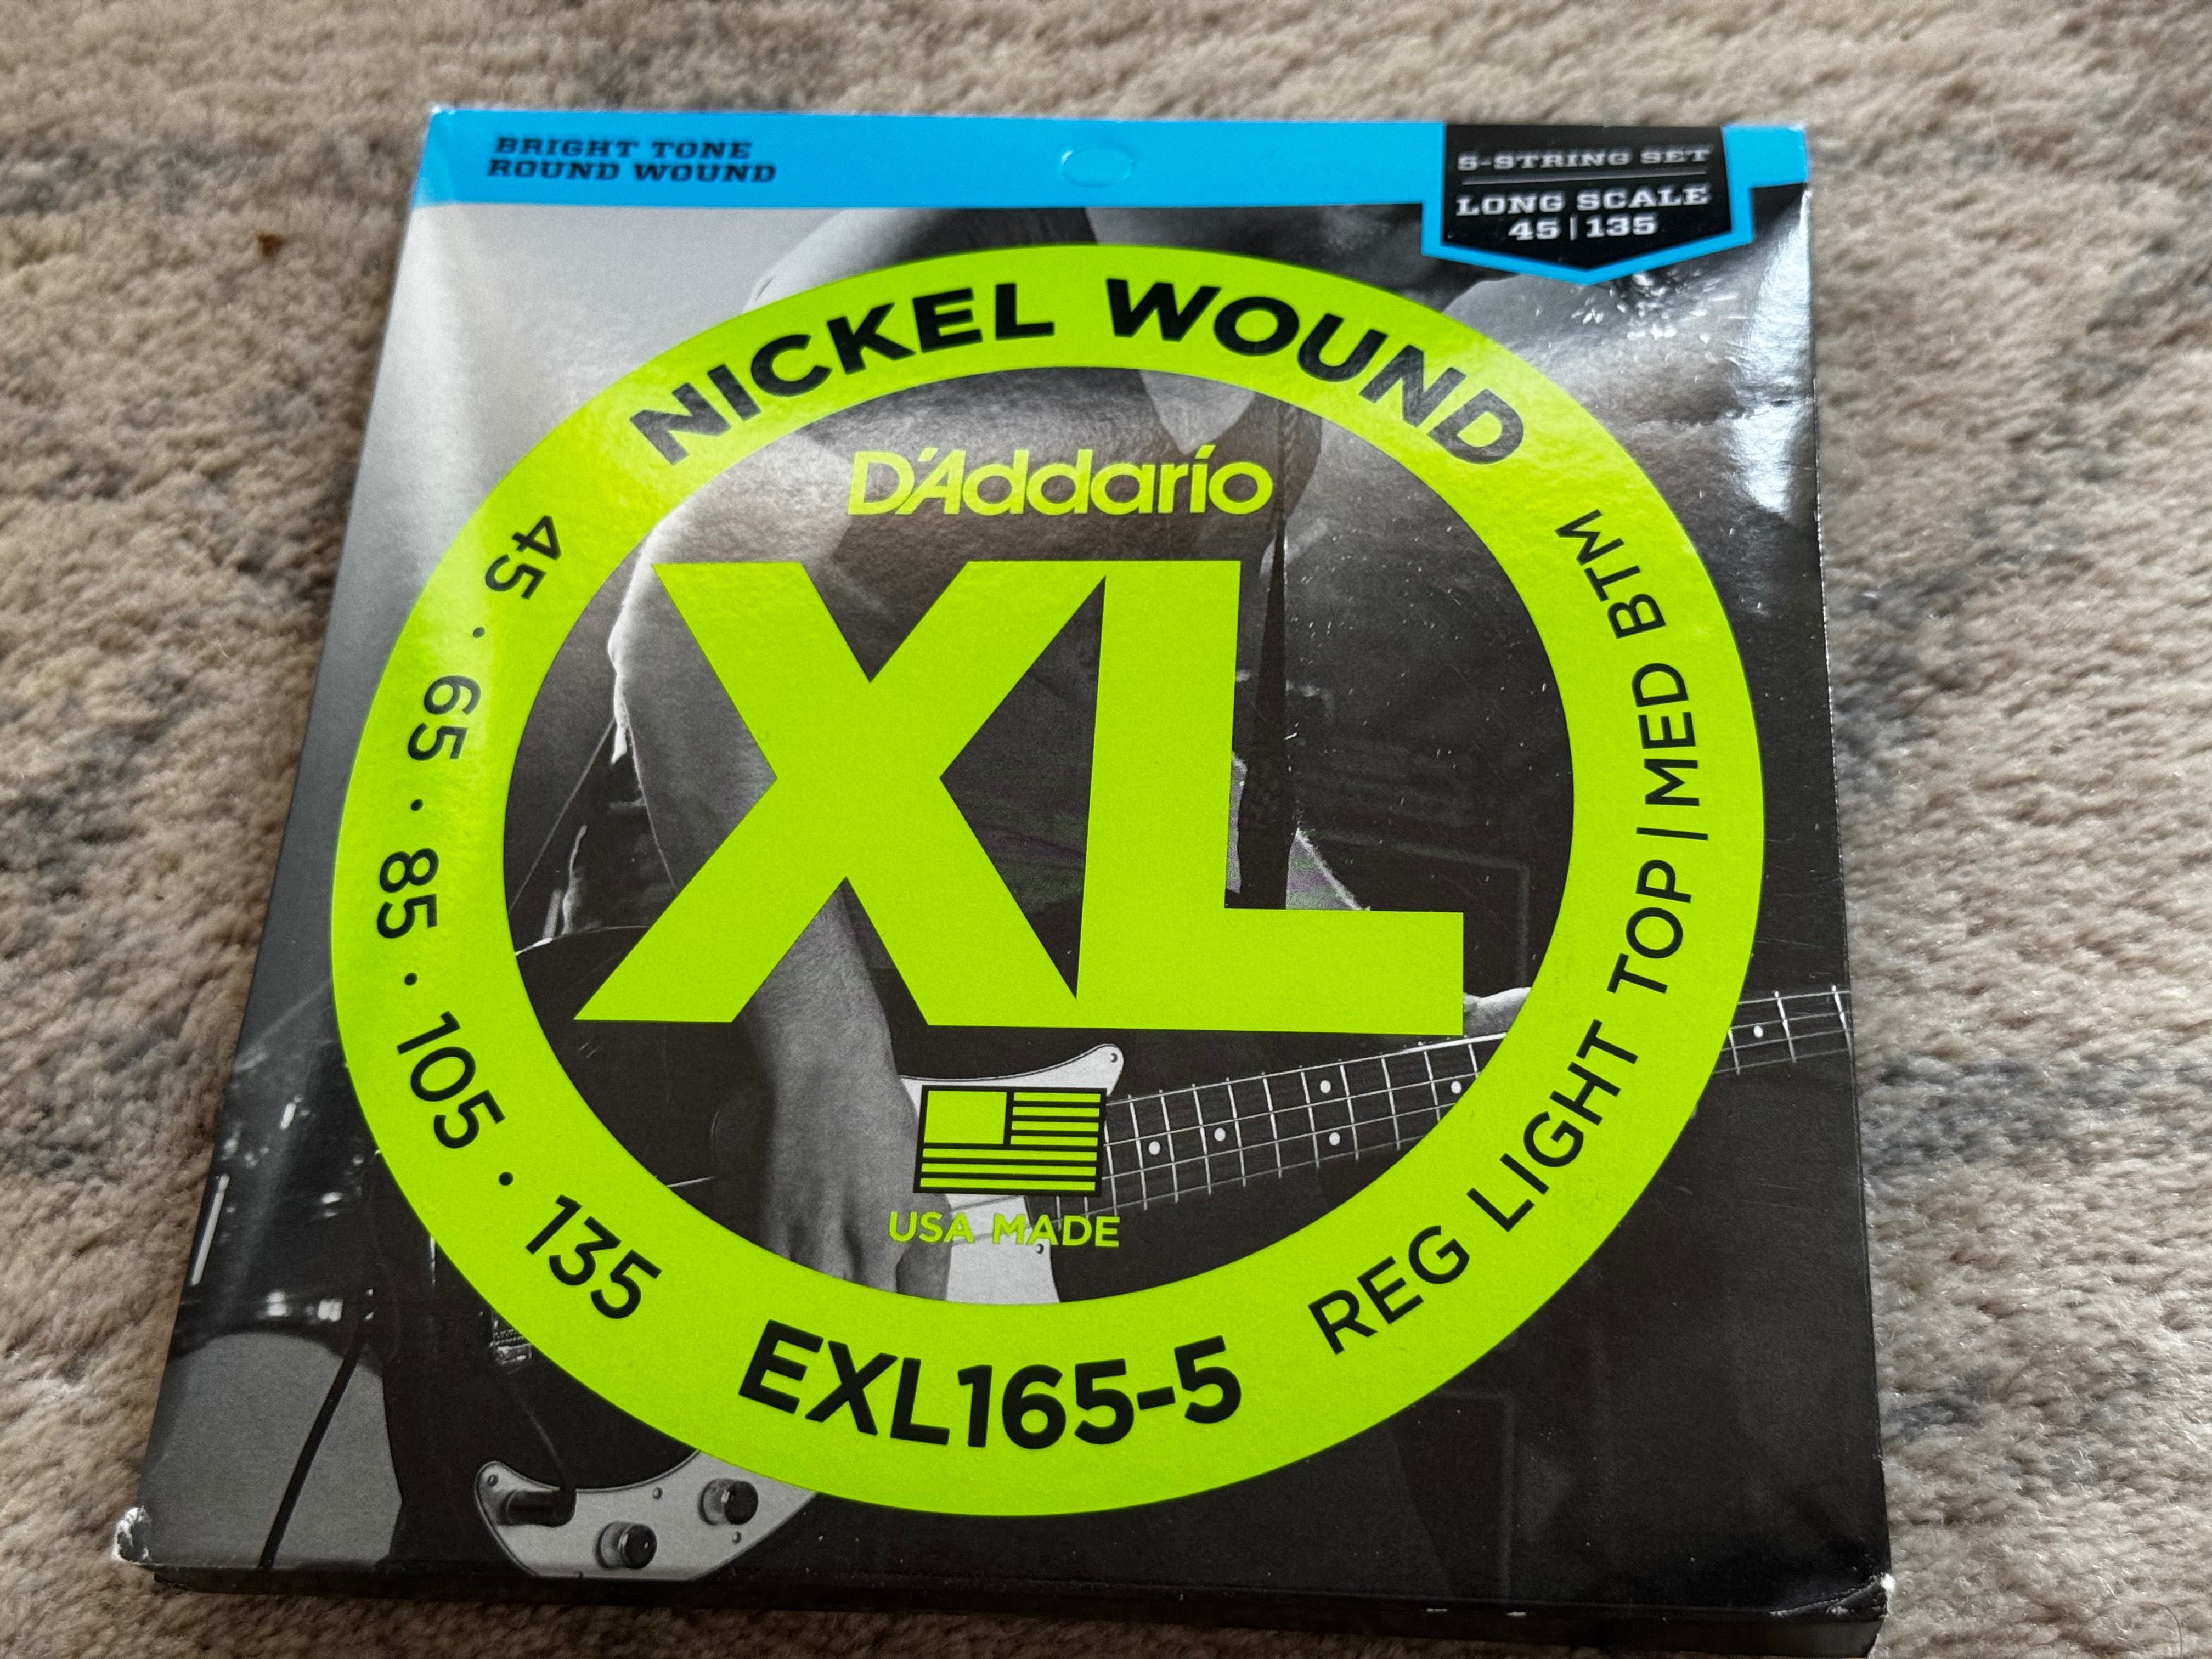 BRIGHT TONE
ROUND WOUND
5-STRING SET
LONG SCALE
45 | 135
NICKEL WOUND
D'Addario
XL
USA MADE
45 · 65 · 85 · 105 · 135
EXL165-5
REG LIGHT TOP | MED BTM